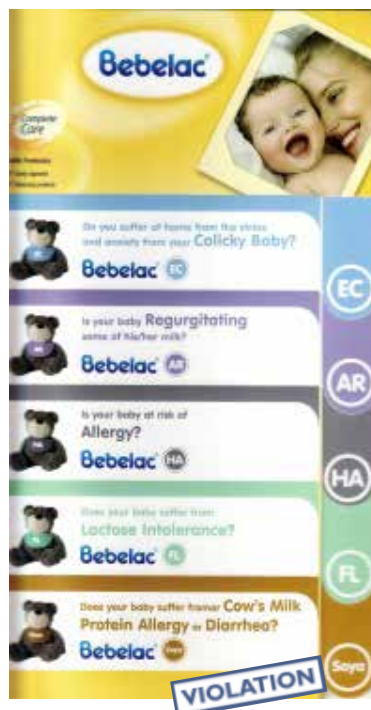 Bebelac
Complete
Care
Do you suffer at home from the stress
and anxiety from your Colicky Baby?
Bebelac EC
EC
Is your baby Regurgitating
some of his/her milk?
Bebelac AR
AR
Is your baby at risk of
Allergy?
Bebelac HA
HA
Does your baby suffer from
Lactose Intolerance?
Bebelac FL
FL
Does your baby suffer from Cow's Milk
Protein Allergy or Diarrhea?
Bebelac Soya
Soya
VIOLATION